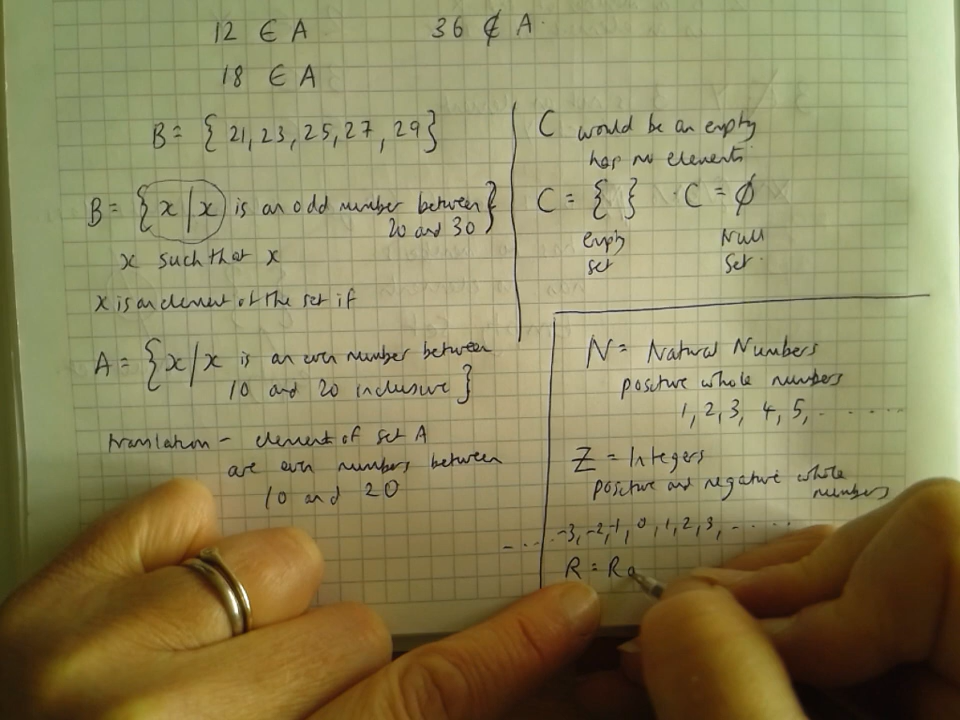 12 ∈ A
36 ∉ A
18 ∈ A
B = { 21, 23, 25, 27, 29}
B = { x / x is an odd number between
20 and 30 }
x such that x
x is an element of the set if
A = { x / x is an even number between
10 and 20 inclusive }
translation - element of set A
are even numbers between
10 and 20
C would be an empty
has no elements
C = { } . C = ∅
empty set
Null set.
N = Natural Numbers
positive whole numbers
1, 2, 3, 4, 5, . . . . . .
Z = Integers
positive and negative whole
numbers
- - . . . -3, -2, -1, 0, 1, 2, 3, - . . . .
R = Ra